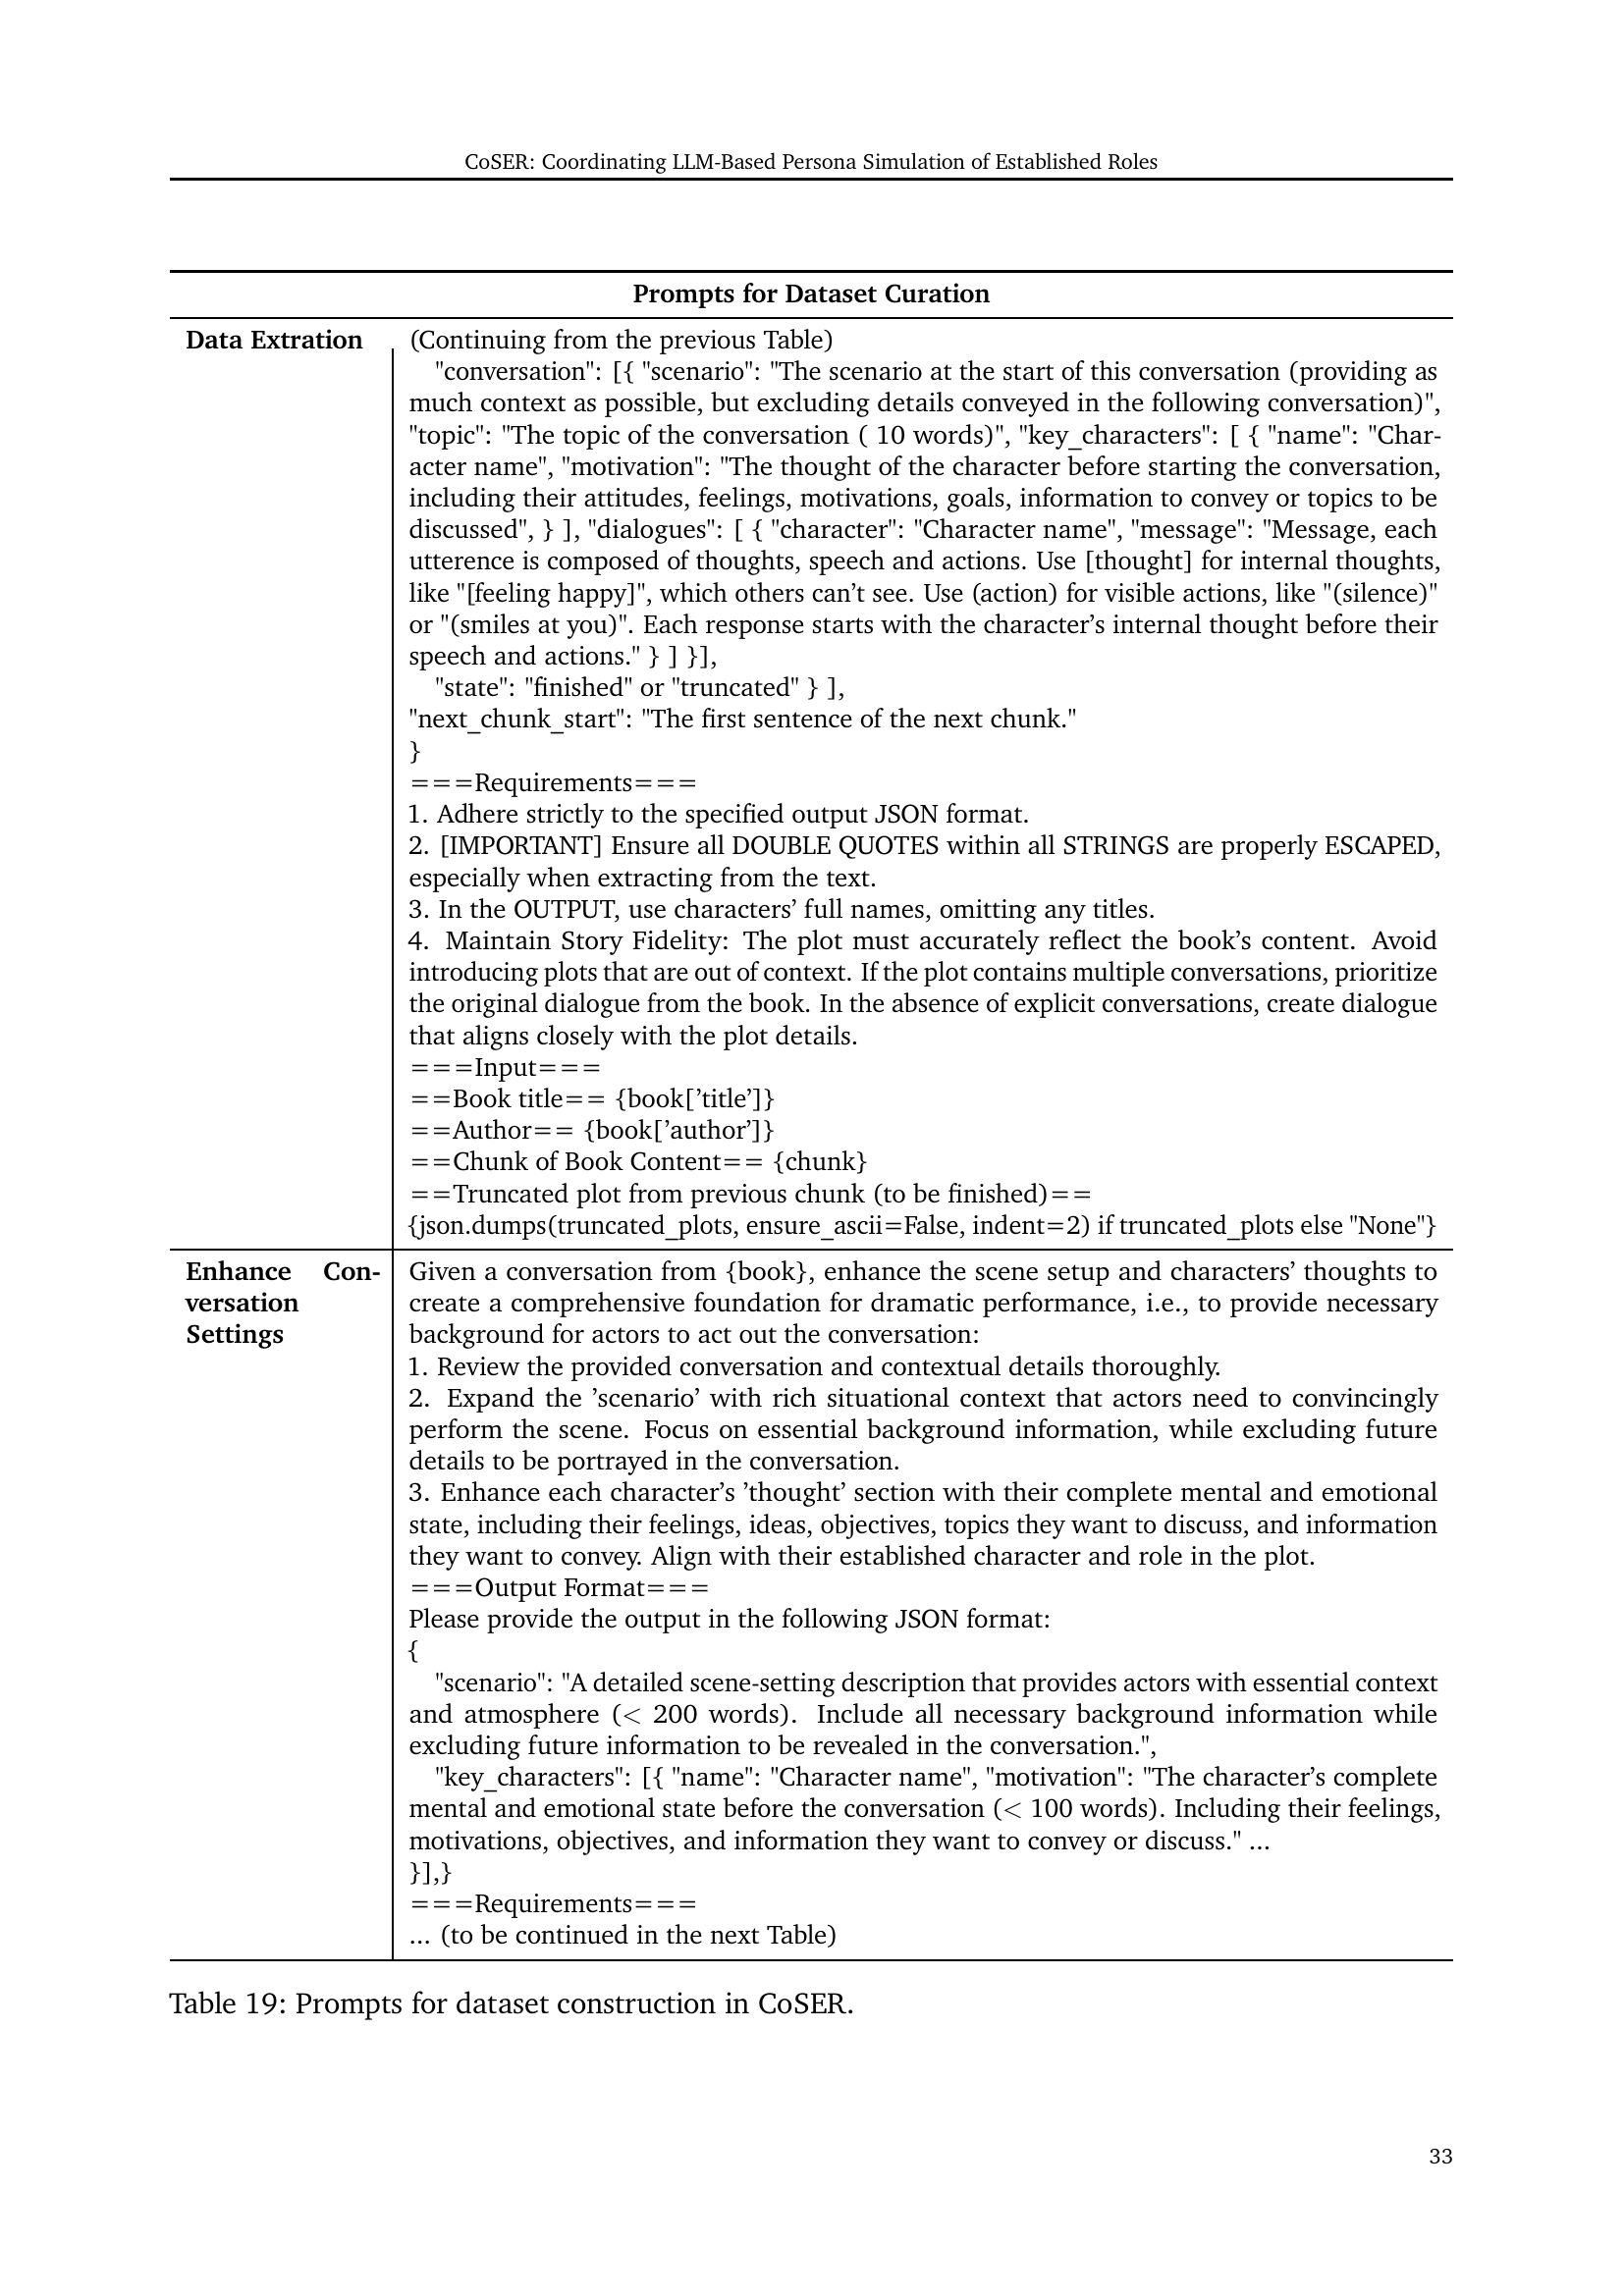 CoSER: Coordinating LLM-Based Persona Simulation of Established Roles
Prompts for Dataset Curation
Data Extration
(Continuing from the previous Table)
"conversation": [{ "scenario": "The scenario at the start of this conversation (providing as
much context as possible, but excluding details conveyed in the following conversation)",
"topic": "The topic of the conversation ( 10 words)", "key_characters": [ { "name": "Char-
acter name", "motivation": "The thought of the character before starting the conversation,
including their attitudes, feelings, motivations, goals, information to convey or topics to be
discussed", } ], "dialogues": [ { "character": "Character name", "message": "Message, each
utterence is composed of thoughts, speech and actions. Use [thought] for internal thoughts,
like "[feeling happy]", which others can't see. Use (action) for visible actions, like "(silence)"
or "(smiles at you)". Each response starts with the character's internal thought before their
speech and actions." } ] }],
"state": "finished" or "truncated" } ],
"next_chunk_start": "The first sentence of the next chunk."
}
===Requirements===
1. Adhere strictly to the specified output JSON format.
2. [IMPORTANT] Ensure all DOUBLE QUOTES within all STRINGS are properly ESCAPED,
especially when extracting from the text.
3. In the OUTPUT, use characters' full names, omitting any titles.
4. Maintain Story Fidelity: The plot must accurately reflect the book's content. Avoid
introducing plots that are out of context. If the plot contains multiple conversations, prioritize
the original dialogue from the book. In the absence of explicit conversations, create dialogue
that aligns closely with the plot details.
===Input===
==Book title== {book['title']}
==Author== {book['author']}
==Chunk of Book Content== {chunk}
==Truncated plot from previous chunk (to be finished)==
{json.dumps(truncated_plots, ensure_ascii=False, indent=2) if truncated_plots else "None"}
Enhance Con-
versation
Settings
Given a conversation from {book}, enhance the scene setup and characters' thoughts to
create a comprehensive foundation for dramatic performance, i.e., to provide necessary
background for actors to act out the conversation:
1. Review the provided conversation and contextual details thoroughly.
2. Expand the 'scenario' with rich situational context that actors need to convincingly
perform the scene. Focus on essential background information, while excluding future
details to be portrayed in the conversation.
3. Enhance each character's 'thought' section with their complete mental and emotional
state, including their feelings, ideas, objectives, topics they want to discuss, and information
they want to convey. Align with their established character and role in the plot.
===Output Format===
Please provide the output in the following JSON format:
{
"scenario": "A detailed scene-setting description that provides actors with essential context
and atmosphere (< 200 words). Include all necessary background information while
excluding future information to be revealed in the conversation.",
"key_characters": [{ "name": "Character name", "motivation": "The character's complete
mental and emotional state before the conversation (< 100 words). Including their feelings,
motivations, objectives, and information they want to convey or discuss." ...
}],}
===Requirements===
... (to be continued in the next Table)
Table 19: Prompts for dataset construction in CoSER.
33